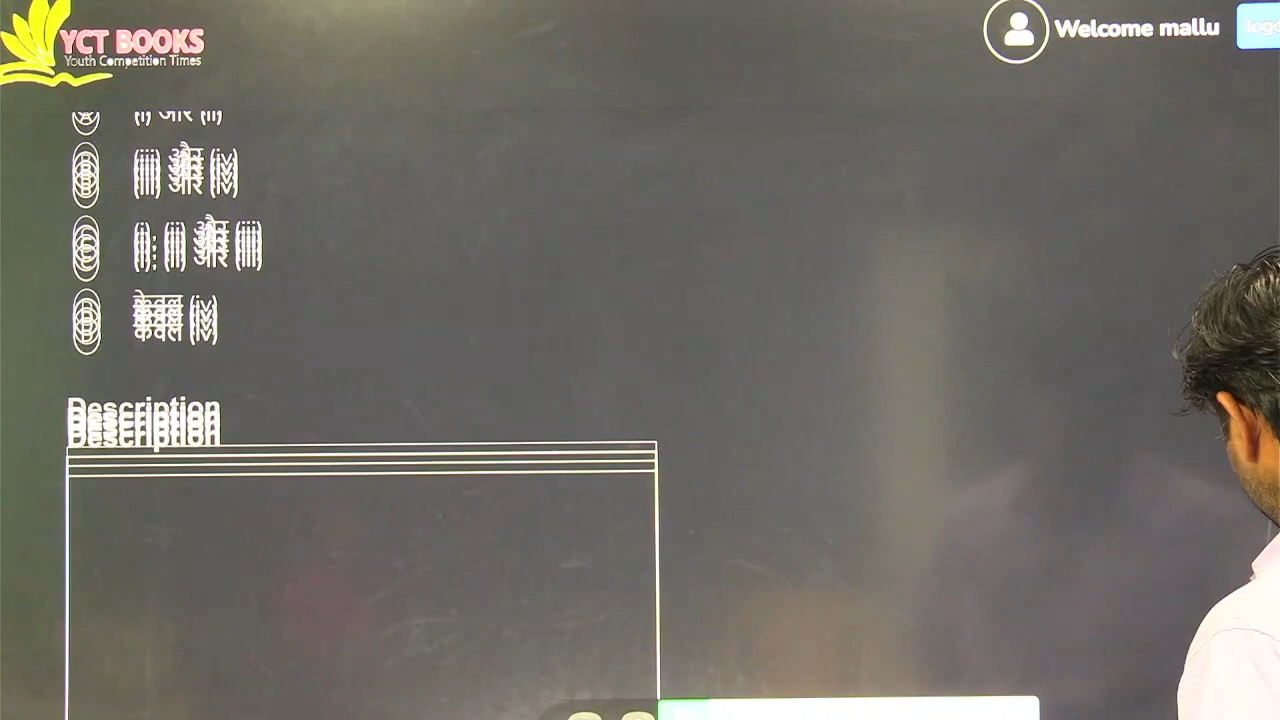 YCT BOOKS
Youth Competition Times
Welcome mallu
A (i) और (ii)
B (iii) और (iv)
C (i); (ii) और (iii)
D केवल (iv)
Description